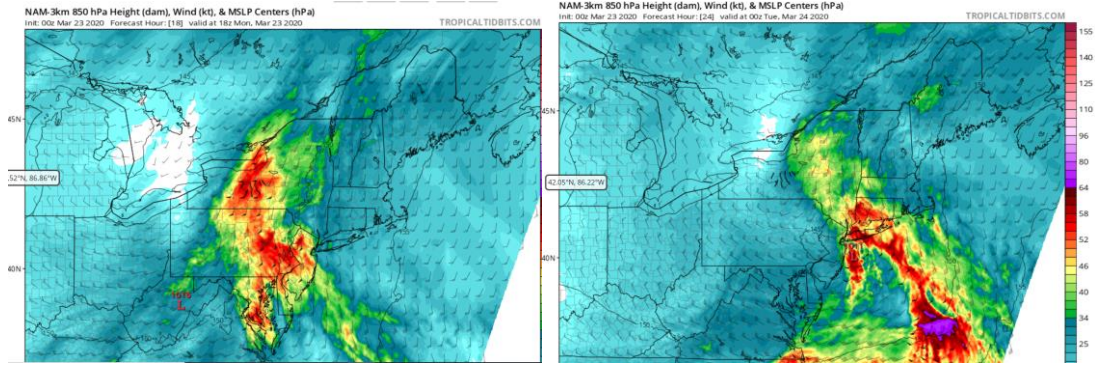 NAM-3km 850 hPa Height (dam), Wind (kt), & MSLP Centers (hPa)
Init: 00z Mar 23 2020 Forecast Hour: [18] valid at 18z Mon, Mar 23 2020
TROPICALTIDBITS.COM
45N
.52°N, 86.86°W
40N
1015
L
NAM-3km 850 hPa Height (dam), Wind (kt), & MSLP Centers (hPa)
Init: 00z Mar 23 2020 Forecast Hour: [24] valid at 00z Tue, Mar 24 2020
TROPICALTIDBITS.COM
45N
42.05°N, 86.22°W
40N
155
140
125
110
96
80
64
58
52
46
40
34
25